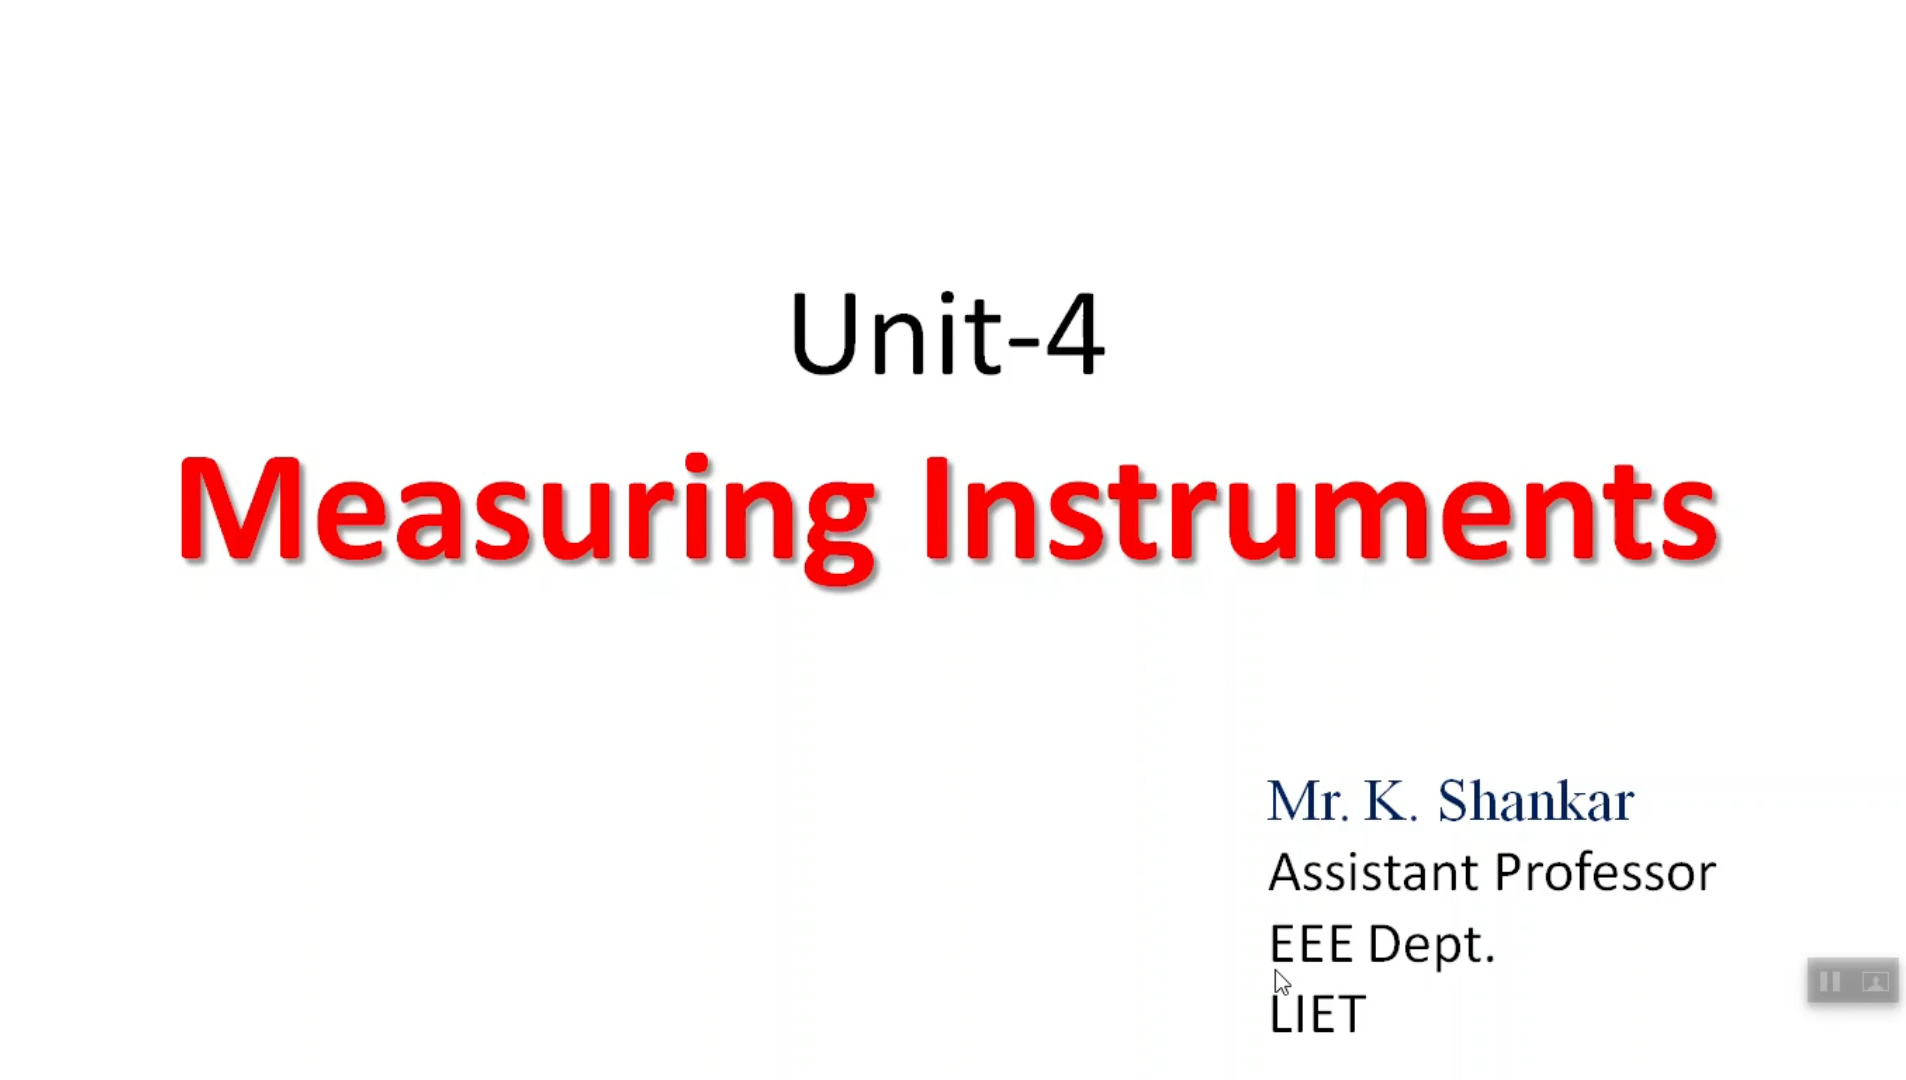 Unit-4
Measuring Instruments
Mr. K. Shankar
Assistant Professor
EEE Dept.
LIET